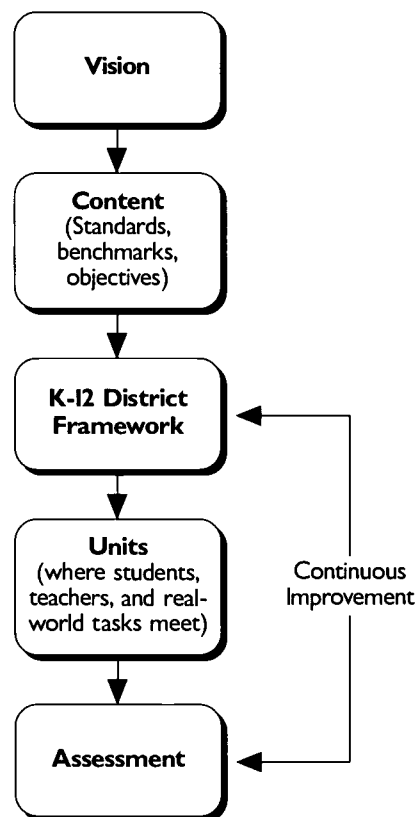 Vision
Content
(Standards,
benchmarks,
objectives)
K-12 District
Framework
Units
(where students,
teachers, and real-
world tasks meet)
Continuous
Improvement
Assessment